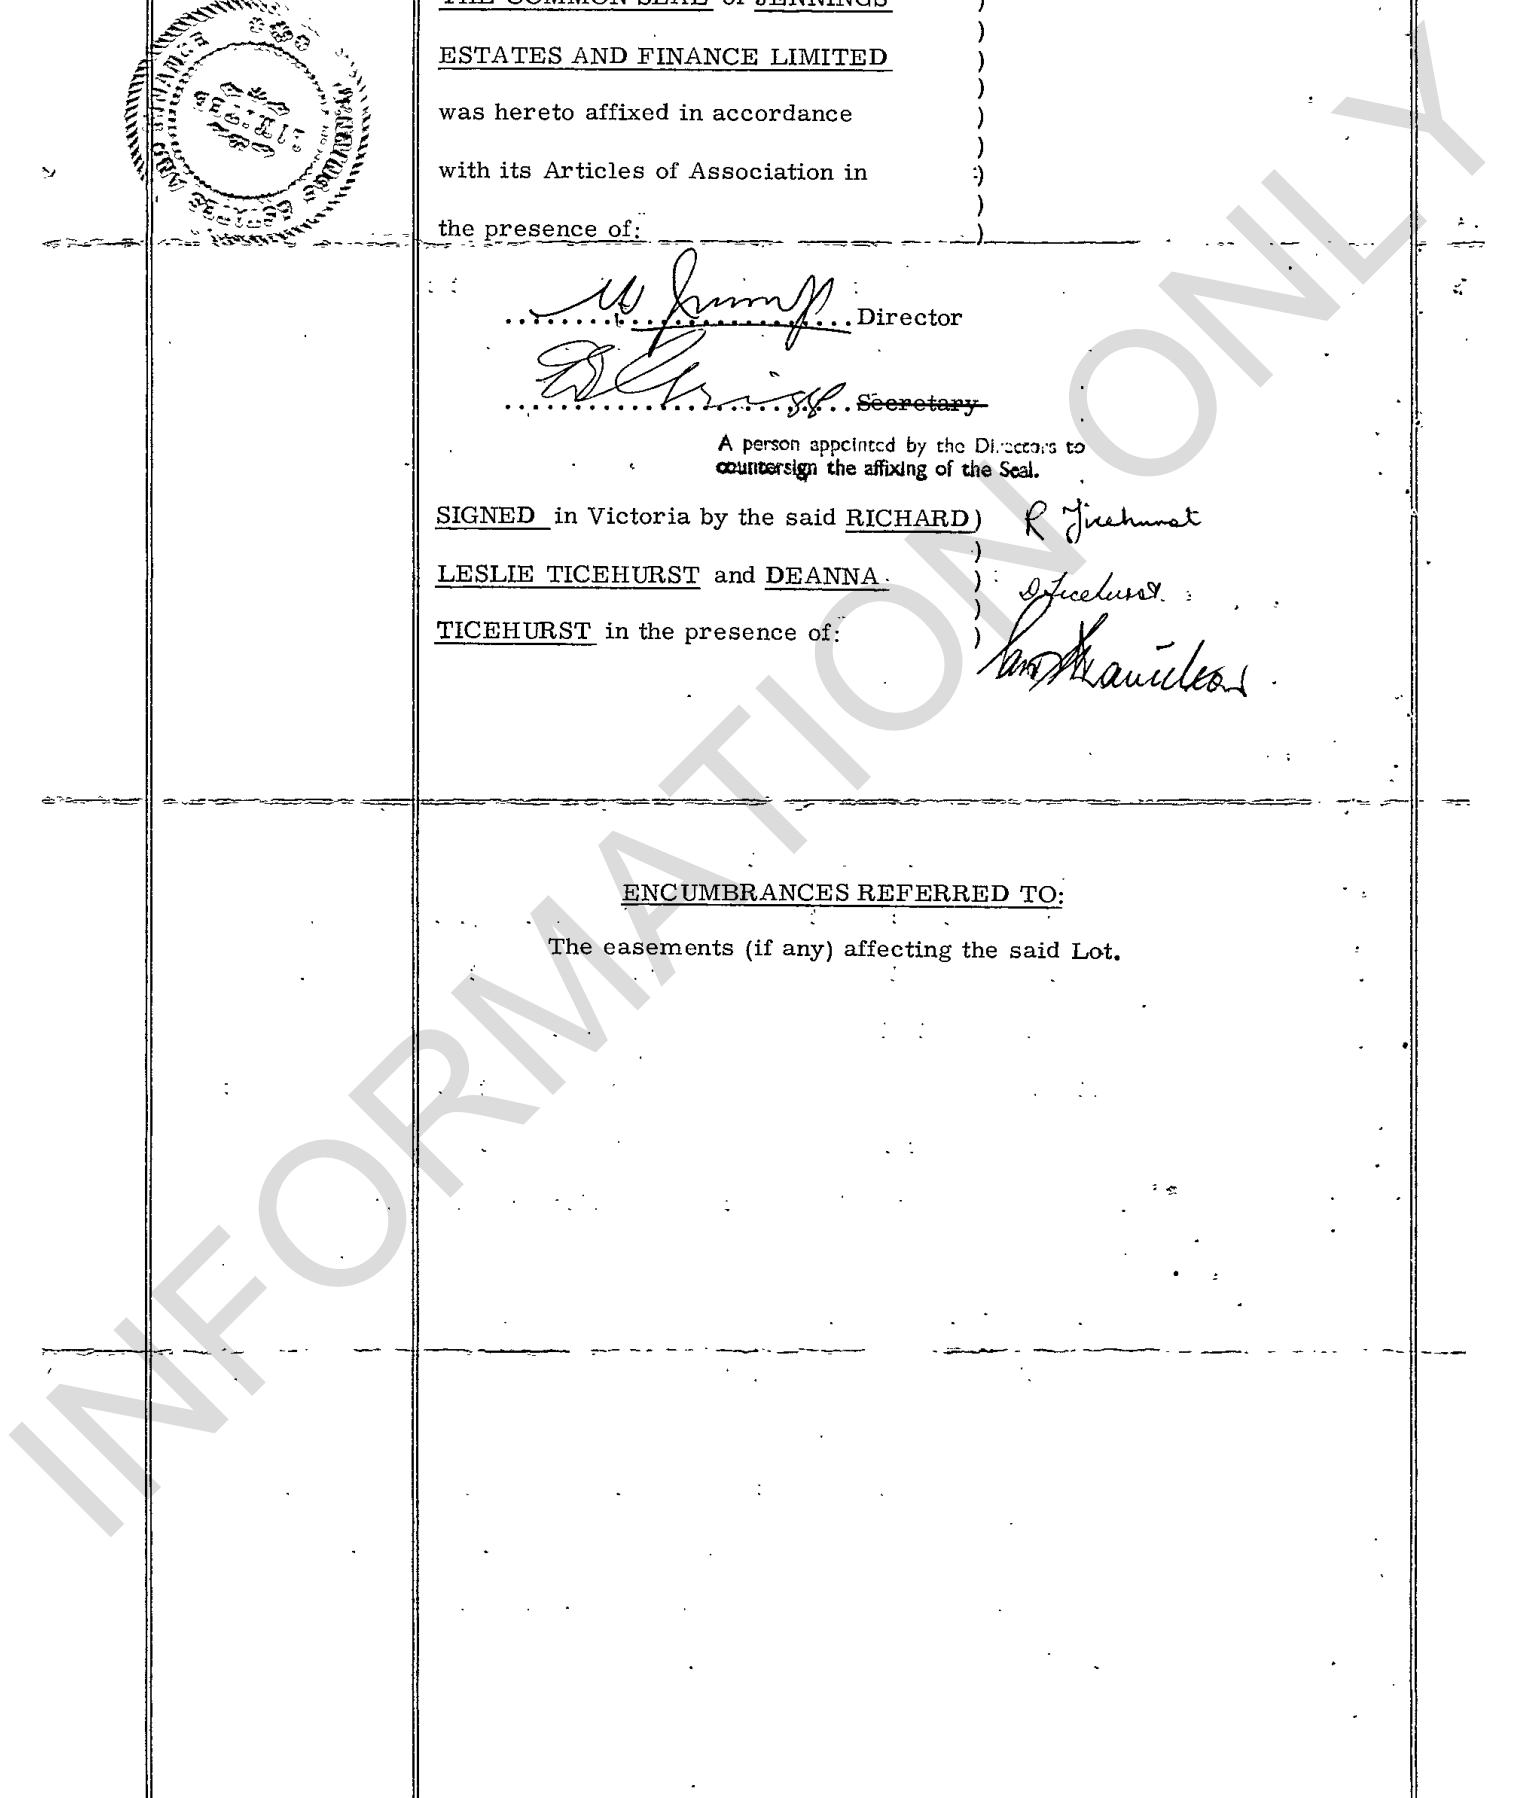 THE COMMON SEAL of JENNINGS )
ESTATES AND FINANCE LIMITED )
was hereto affixed in accordance )
with its Articles of Association in )
the presence of: )
Director
Secretary
A person appointed by the Directors to
countersign the affixing of the Seal.
SIGNED in Victoria by the said RICHARD ) R Ticehurst
LESLIE TICEHURST and DEANNA ) D Ticehurst
TICEHURST in the presence of: )
ENCUMBRANCES REFERRED TO:
The easements (if any) affecting the said Lot.
INFORMATION ONLY